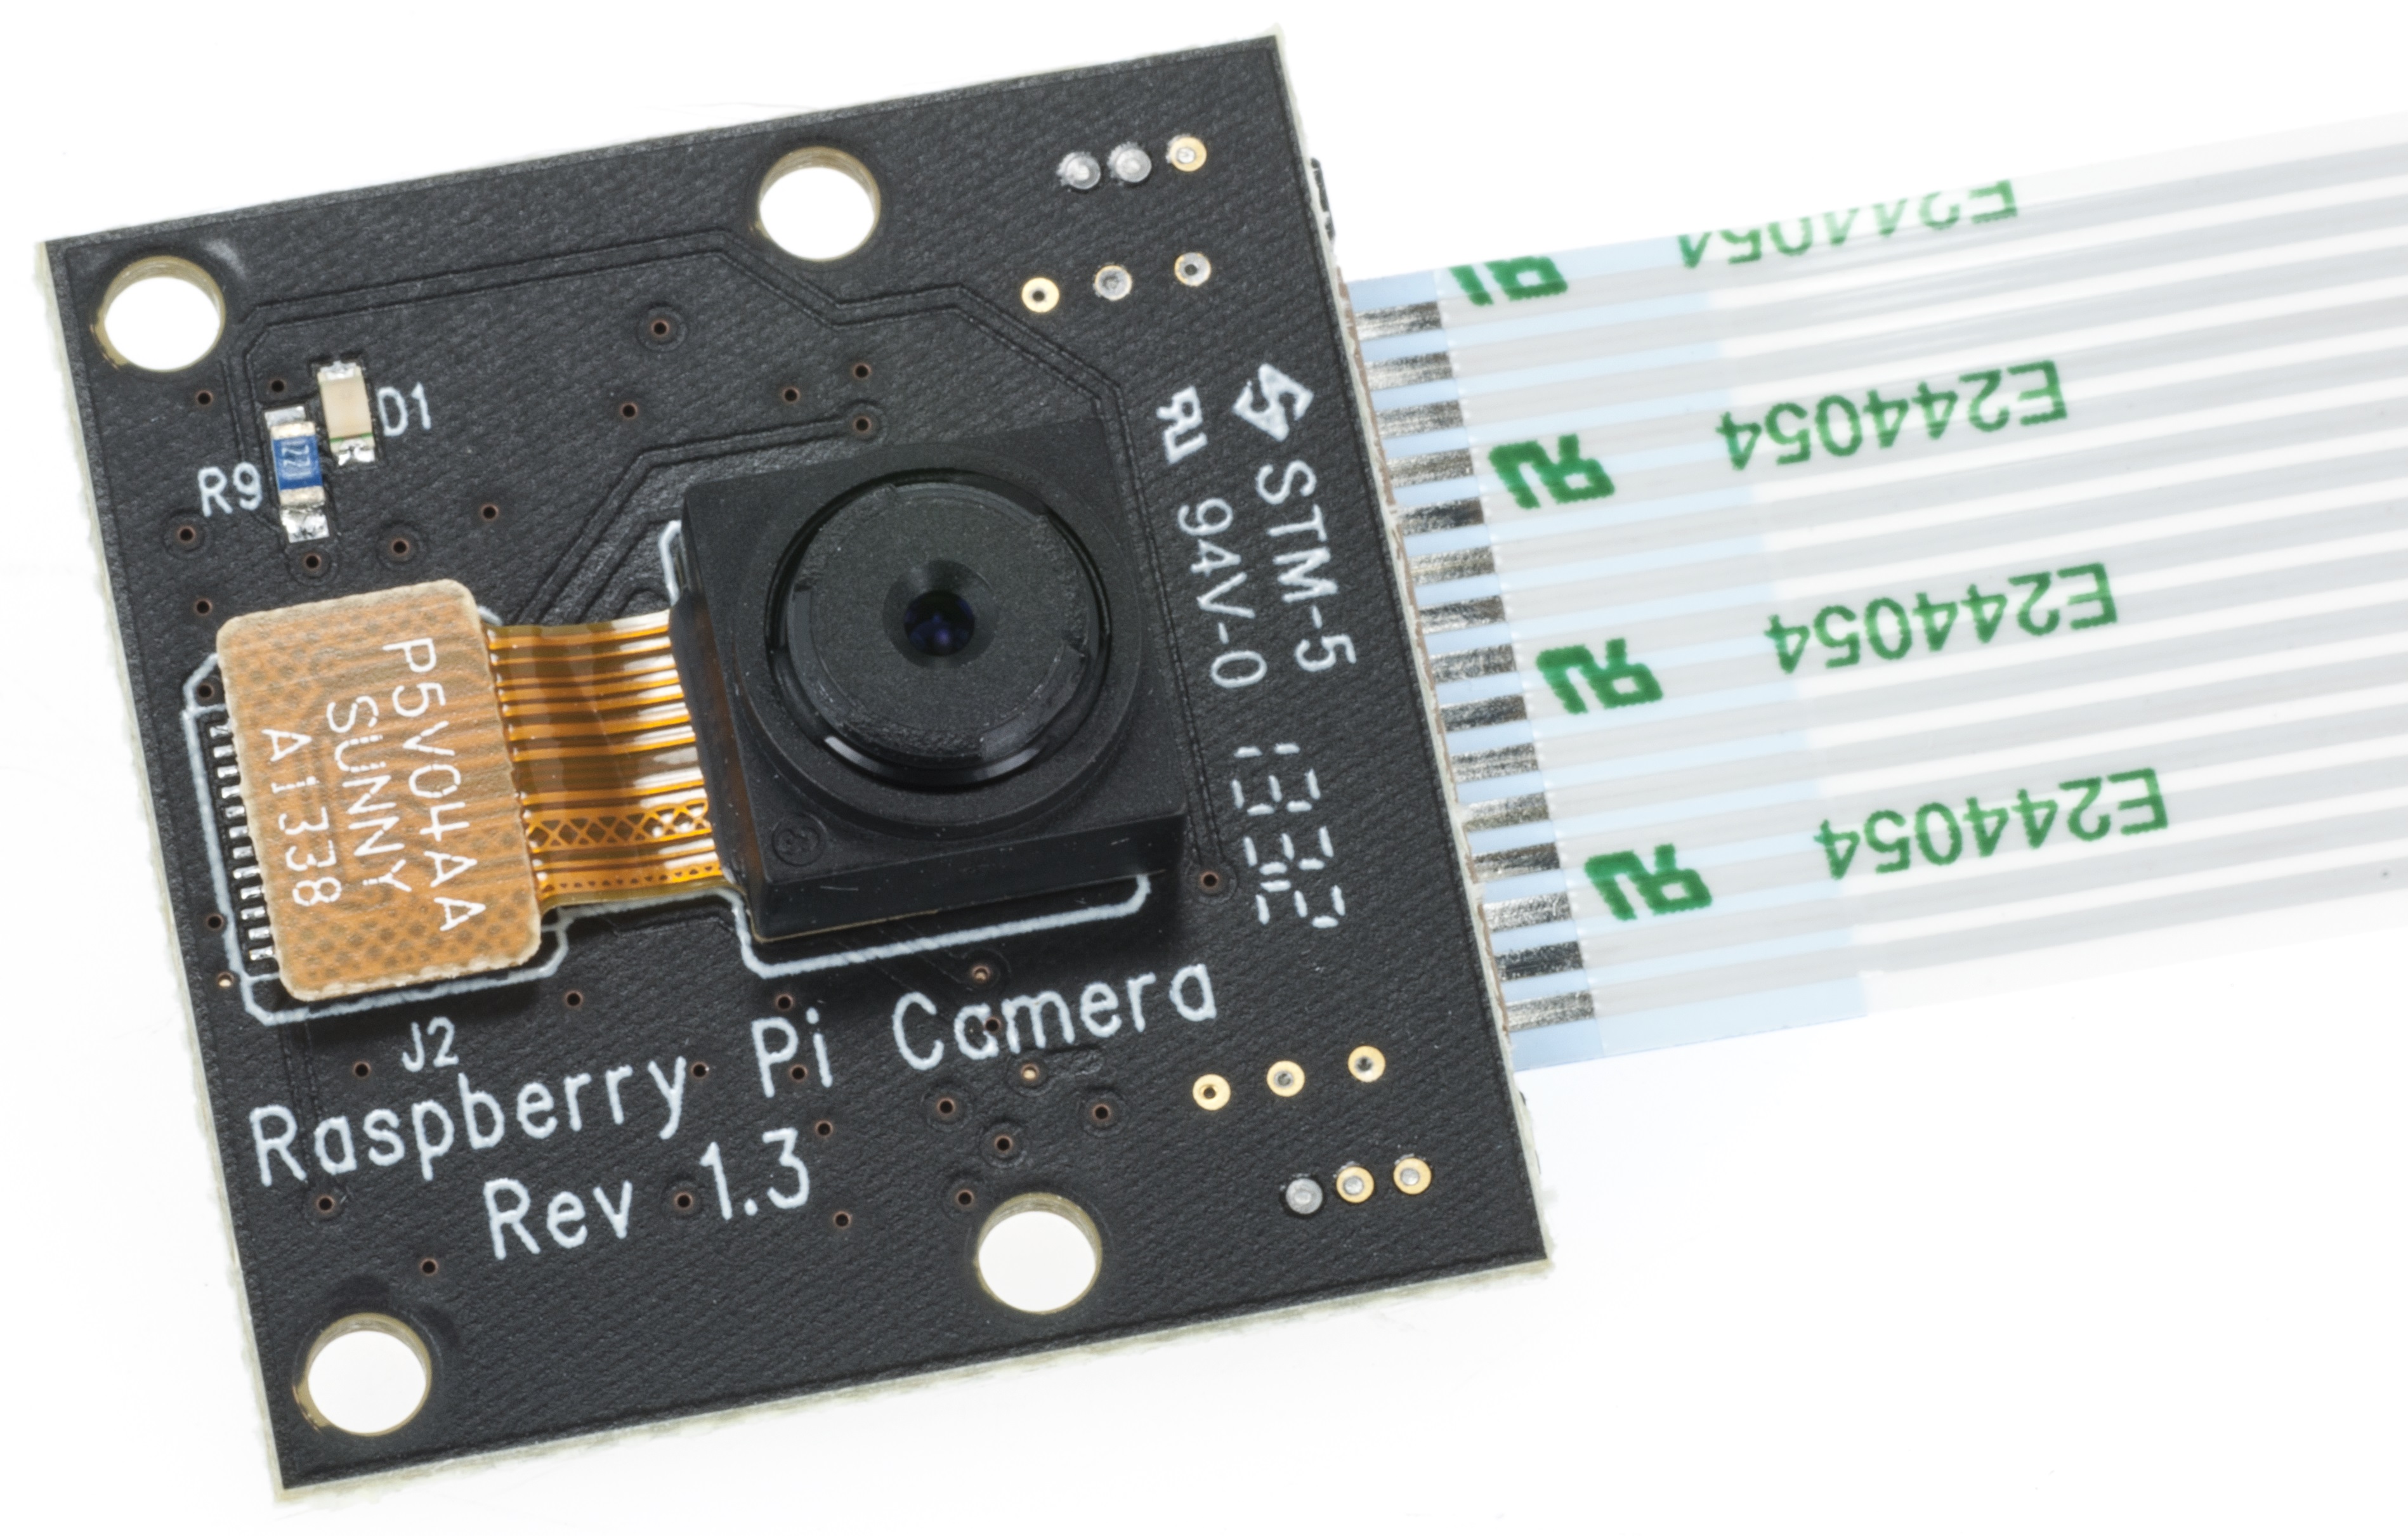 D1
R9
P5V04AA
SUNNY
A1338
STM-5
94V-0
J2
Raspberry Pi Camera
Rev 1.3
E244054
E244054
E244054
E244054